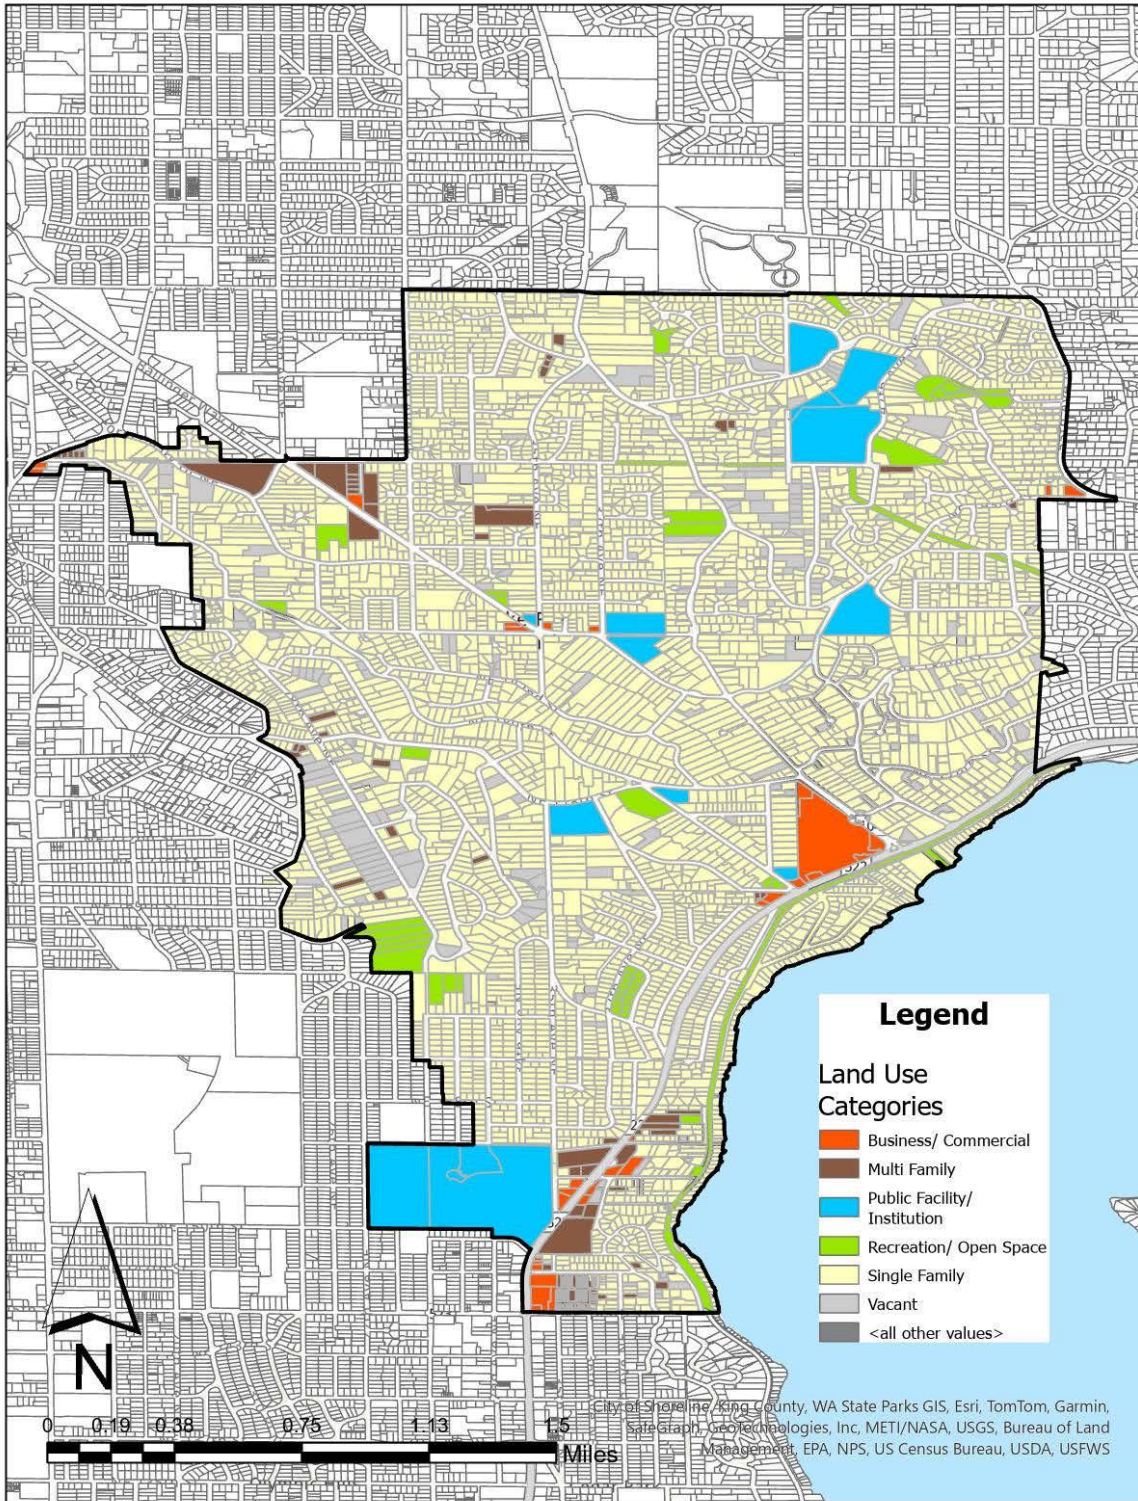 Legend
Land Use
Categories
Business/ Commercial
Multi Family
Public Facility/
Institution
Recreation/ Open Space
Single Family
Vacant
<all other values>
N
0 0.19 0.38 0.75 1.13 1.5
Miles
City of Shoreline, King County, WA State Parks GIS, Esri, TomTom, Garmin,
SafeGraph, GeoTechnologies, Inc, METI/NASA, USGS, Bureau of Land
Management, EPA, NPS, US Census Bureau, USDA, USFWS